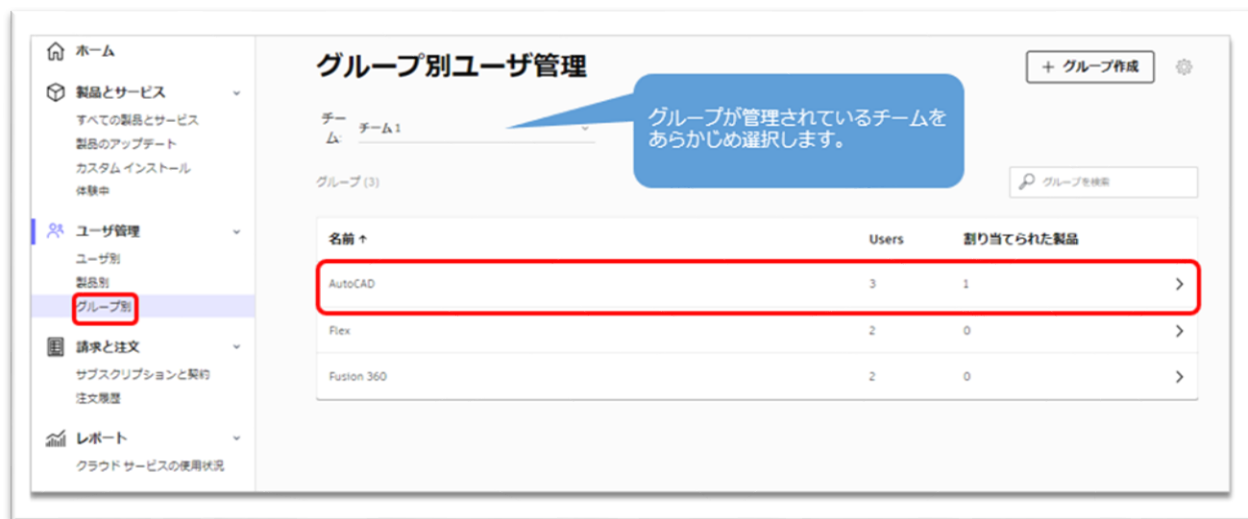 ホーム
製品とサービス
すべての製品とサービス
製品のアップデート
カスタム インストール
体験中
ユーザ管理
ユーザ別
製品別
グループ別
請求と注文
サブスクリプションと契約
注文履歴
レポート
クラウド サービスの使用状況
グループ別ユーザ管理
+ グループ作成
チー
ム:
チーム1
グループが管理されているチームを
あらかじめ選択します。
グループ (3)
グループを検索
名前 ↑ Users 割り当てられた製品
AutoCAD 3 1
Flex 2 0
Fusion 360 2 0